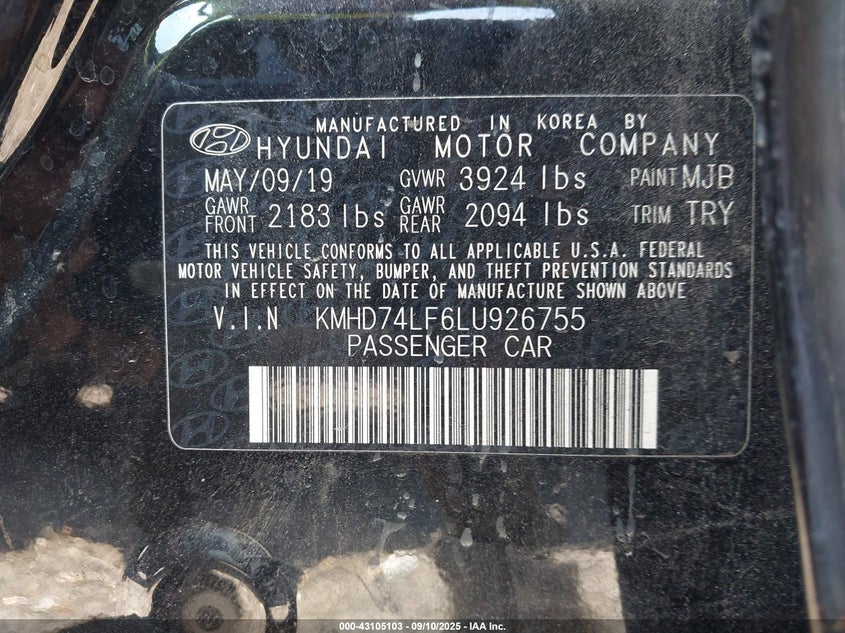 MANUFACTURED IN KOREA BY
HYUNDAI MOTOR COMPANY
MAY/09/19 GVWR 3924 lbs PAINT MJB
GAWR FRONT 2183 lbs GAWR REAR 2094 lbs TRIM TRY
THIS VEHICLE CONFORMS TO ALL APPLICABLE U.S.A. FEDERAL
MOTOR VEHICLE SAFETY, BUMPER, AND THEFT PREVENTION STANDARDS
IN EFFECT ON THE DATE OF MANUFACTURE SHOWN ABOVE
V.I.N KMHD74LF6LU926755
PASSENGER CAR
000-43105103 - 09/10/2025 - IAA Inc.